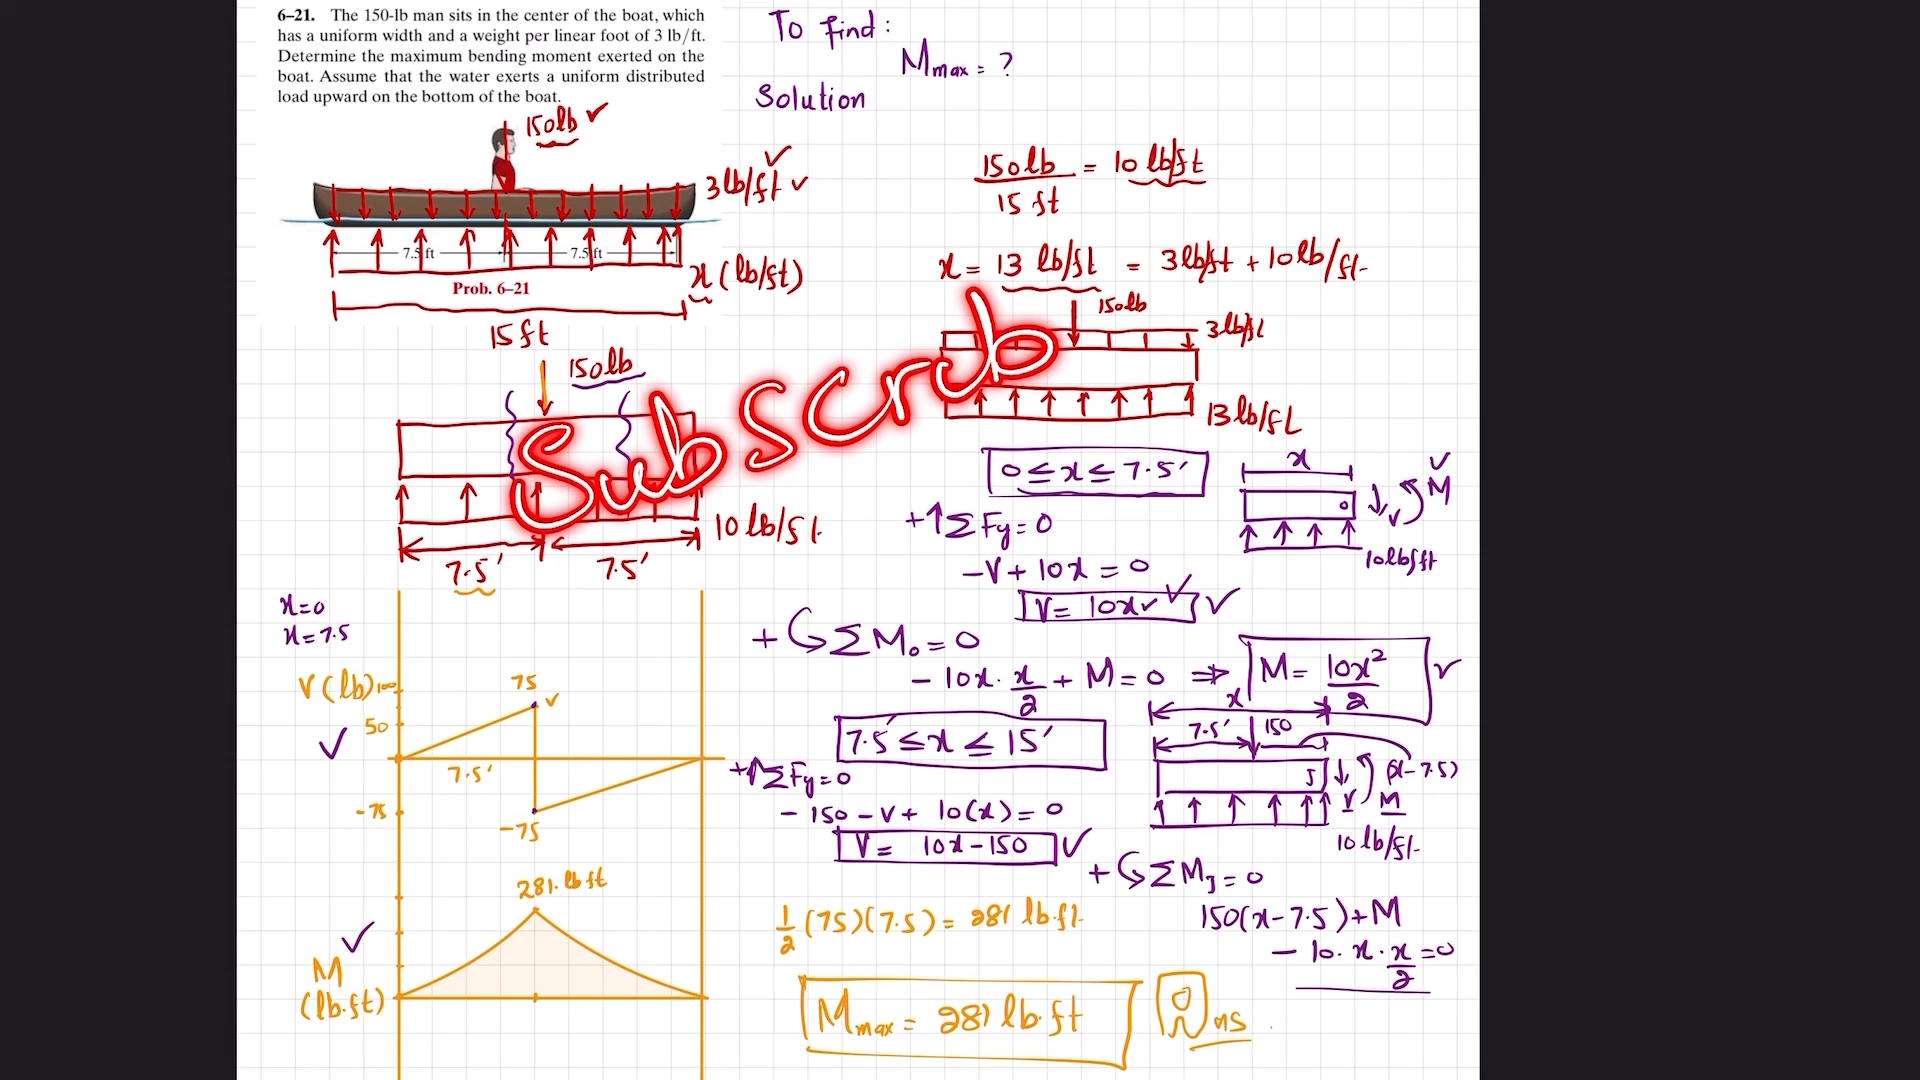 6–21. The 150-lb man sits in the center of the boat, which
has a uniform width and a weight per linear foot of 3 lb/ft.
Determine the maximum bending moment exerted on the
boat. Assume that the water exerts a uniform distributed
load upward on the bottom of the boat.
150lb ✓
3lb/ft ✓
7.5 ft
7.5 ft
x (lb/ft)
Prob. 6–21
15 ft
150lb
10 lb/ft
7.5'
7.5'
x=0
x=7.5
V (lb)
100
50
75
7.5'
-75
-75
281. lb ft
M
(lb.ft)
To find:
Mmax = ?
Solution
150lb / 15 ft = 10 lb/ft
x = 13 lb/ft = 3lb/ft + 10lb/ft
150lb
3lb/ft
13lb/ft
Subscrib
0 ≤ x ≤ 7.5'
x
V
M
10lb/ft
+↑ΣFy = 0
-V + 10x = 0
V = 10x ✓
+ ΣMo = 0
- 10x · x/2 + M = 0 ⇒ M = 10x²/2 ✓
7.5 ≤ x ≤ 15'
x
7.5'
150
(x-7.5)
J
V
M
10 lb/ft
+↑ΣFy = 0
- 150 - V + 10(x) = 0
V = 10x - 150 ✓
+ ΣMJ = 0
150(x-7.5) + M
- 10 · x · x/2 = 0
1/2 (75)(7.5) = 281 lb.ft
Mmax = 281 lb.ft
Ans